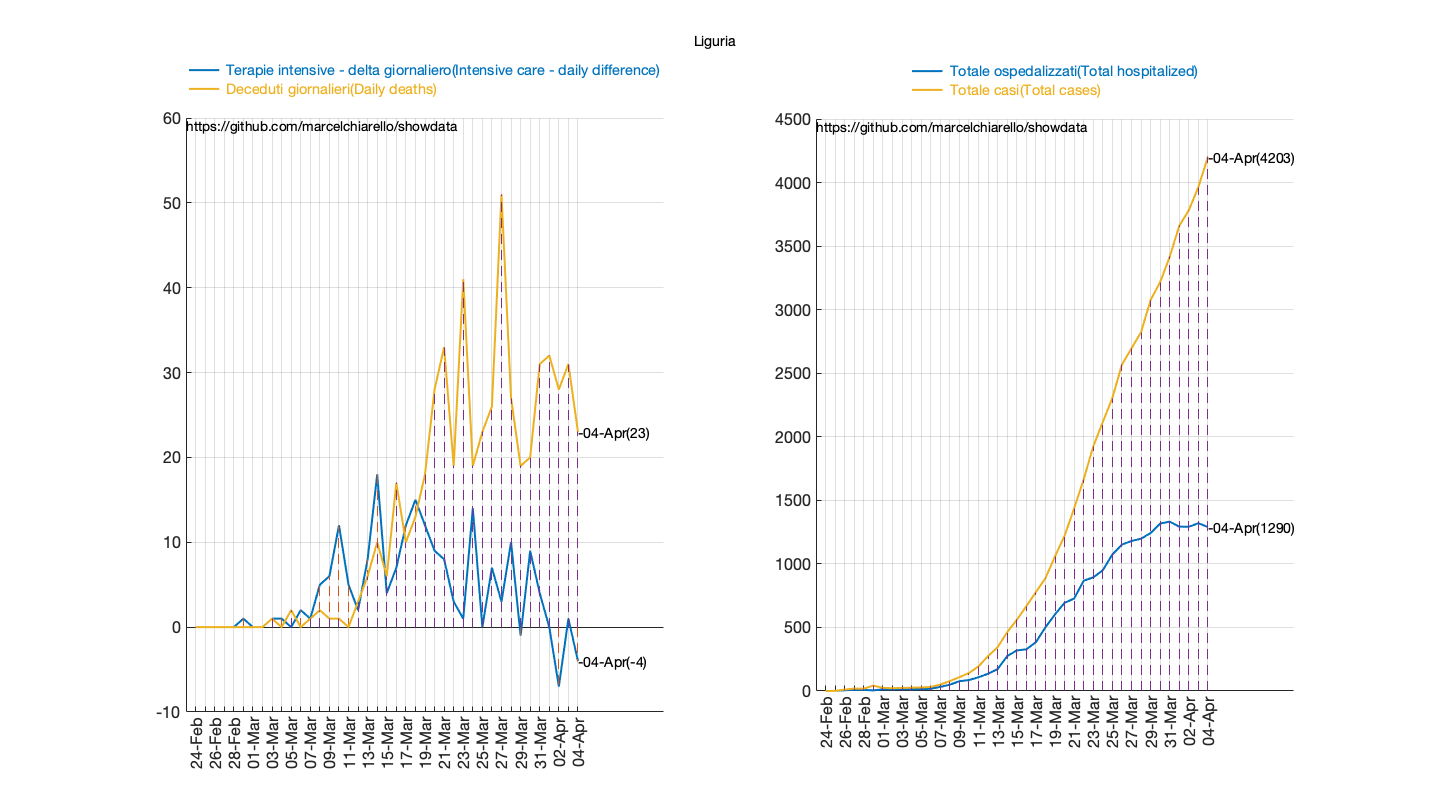 Liguria
Terapie intensive - delta giornaliero(Intensive care - daily difference)
Deceduti giornalieri(Daily deaths)
https://github.com/marcelchiarello/showdata
60
50
40
30
20
10
0
-10
-04-Apr(23)
-04-Apr(-4)
24-Feb
26-Feb
28-Feb
01-Mar
03-Mar
05-Mar
07-Mar
09-Mar
11-Mar
13-Mar
15-Mar
17-Mar
19-Mar
21-Mar
23-Mar
25-Mar
27-Mar
29-Mar
31-Mar
02-Apr
04-Apr
Totale ospedalizzati(Total hospitalized)
Totale casi(Total cases)
https://github.com/marcelchiarello/showdata
4500
4000
3500
3000
2500
2000
1500
1000
500
0
-04-Apr(4203)
-04-Apr(1290)
24-Feb
26-Feb
28-Feb
01-Mar
03-Mar
05-Mar
07-Mar
09-Mar
11-Mar
13-Mar
15-Mar
17-Mar
19-Mar
21-Mar
23-Mar
25-Mar
27-Mar
29-Mar
31-Mar
02-Apr
04-Apr